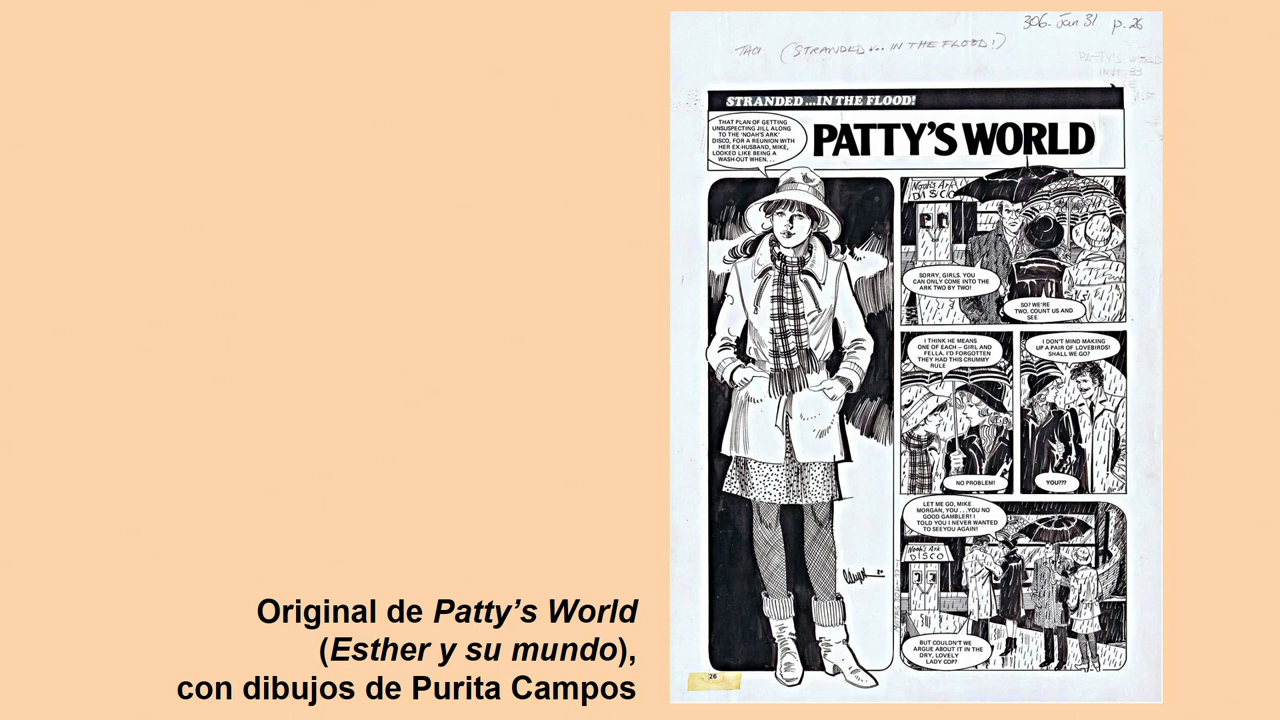 306. Jan 31 p. 26
(STRANDED... IN THE FLOOD!)
PATTY'S WORLD
STRANDED...IN THE FLOOD!
THAT PLAN OF GETTING
UNSUSPECTING JILL ALONG
TO THE 'NOAH'S ARK'
DISCO, FOR A REUNION WITH
HER EX-HUSBAND, MIKE,
LOOKED LIKE BEING A
WASH-OUT WHEN. . .
PATTY'S WORLD
Noah's Ark
DISCO
SORRY, GIRLS. YOU
CAN ONLY COME INTO THE
ARK TWO BY TWO!
SO? WE'RE
TWO, COUNT US AND
SEE
I THINK HE MEANS
ONE OF EACH – GIRL AND
FELLA. I'D FORGOTTEN
THEY HAD THIS CRUMMY
RULE
NO PROBLEM!
I DON'T MIND MAKING
UP A PAIR OF LOVEBIRDS!
SHALL WE GO?
YOU???
LET ME GO, MIKE
MORGAN, YOU . . .YOU NO
GOOD GAMBLER! I
TOLD YOU I NEVER WANTED
TO SEE YOU AGAIN!
Noah's Ark
DISCO
BUT COULDN'T WE
ARGUE ABOUT IT IN THE
DRY, LOVELY
LADY COP?
26
Original de Patty's World
(Esther y su mundo),
con dibujos de Purita Campos